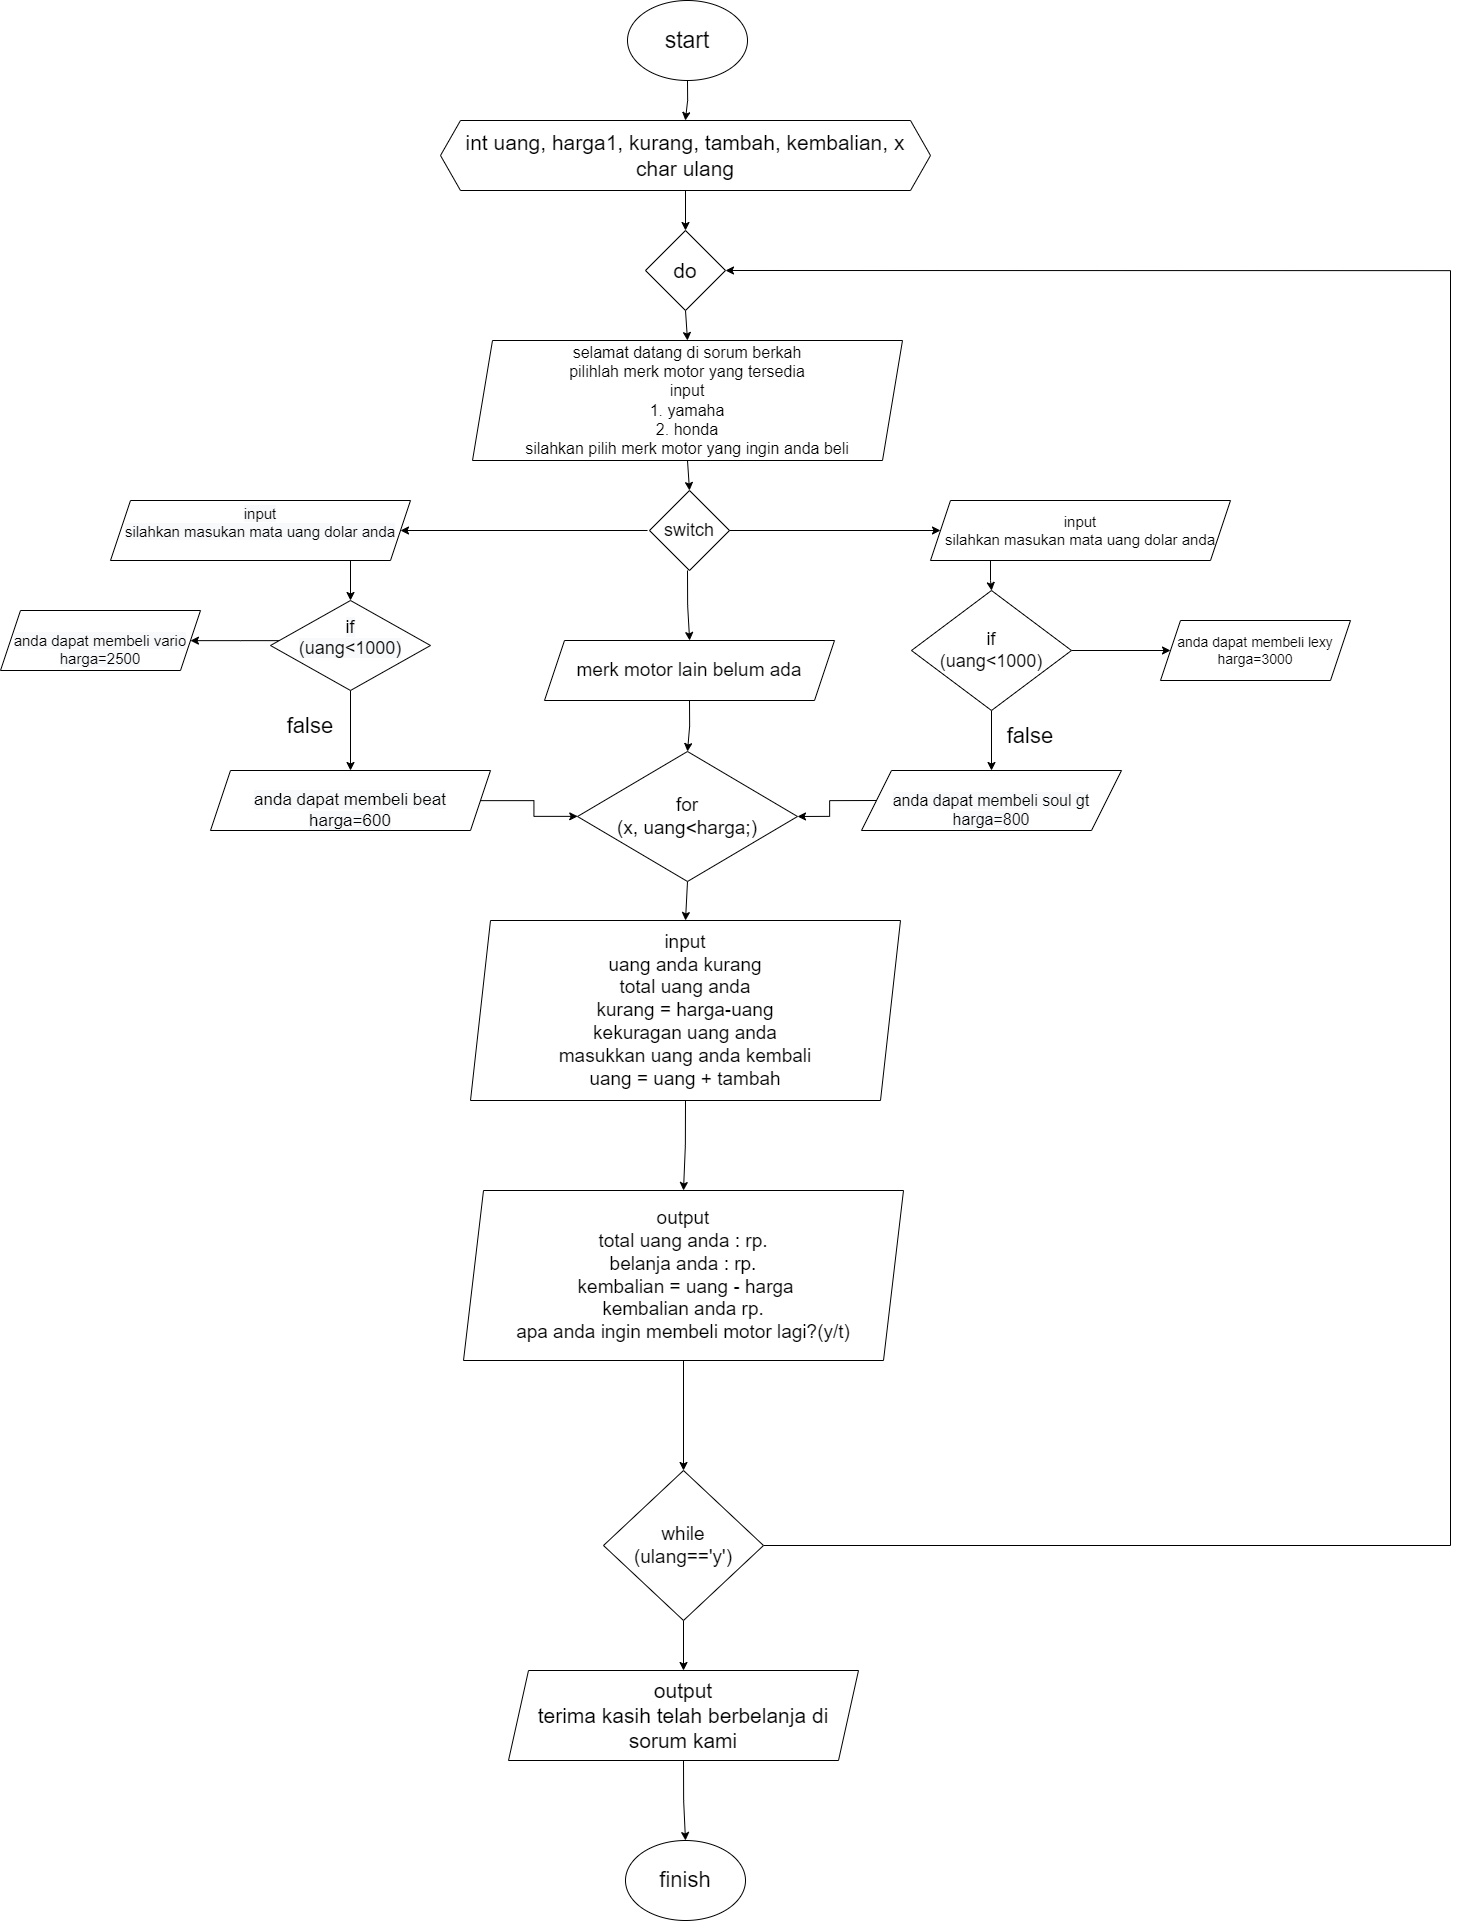 start
int uang, harga1, kurang, tambah, kembalian, x
char ulang
do
selamat datang di sorum berkah
pilihlah merk motor yang tersedia
input
1. yamaha
2. honda
silahkan pilih merk motor yang ingin anda beli
switch
input
silahkan masukan mata uang dolar anda
input
silahkan masukan mata uang dolar anda
if
(uang<1000)
anda dapat membeli vario
harga=2500
merk motor lain belum ada
if
(uang<1000)
anda dapat membeli lexy
harga=3000
false
false
anda dapat membeli beat
harga=600
for
(x, uang<harga;)
anda dapat membeli soul gt
harga=800
input
uang anda kurang
total uang anda
kurang = harga-uang
kekuragan uang anda
masukkan uang anda kembali
uang = uang + tambah
output
total uang anda : rp.
belanja anda : rp.
kembalian = uang - harga
kembalian anda rp.
apa anda ingin membeli motor lagi?(y/t)
while
(ulang=='y')
output
terima kasih telah berbelanja di
sorum kami
finish